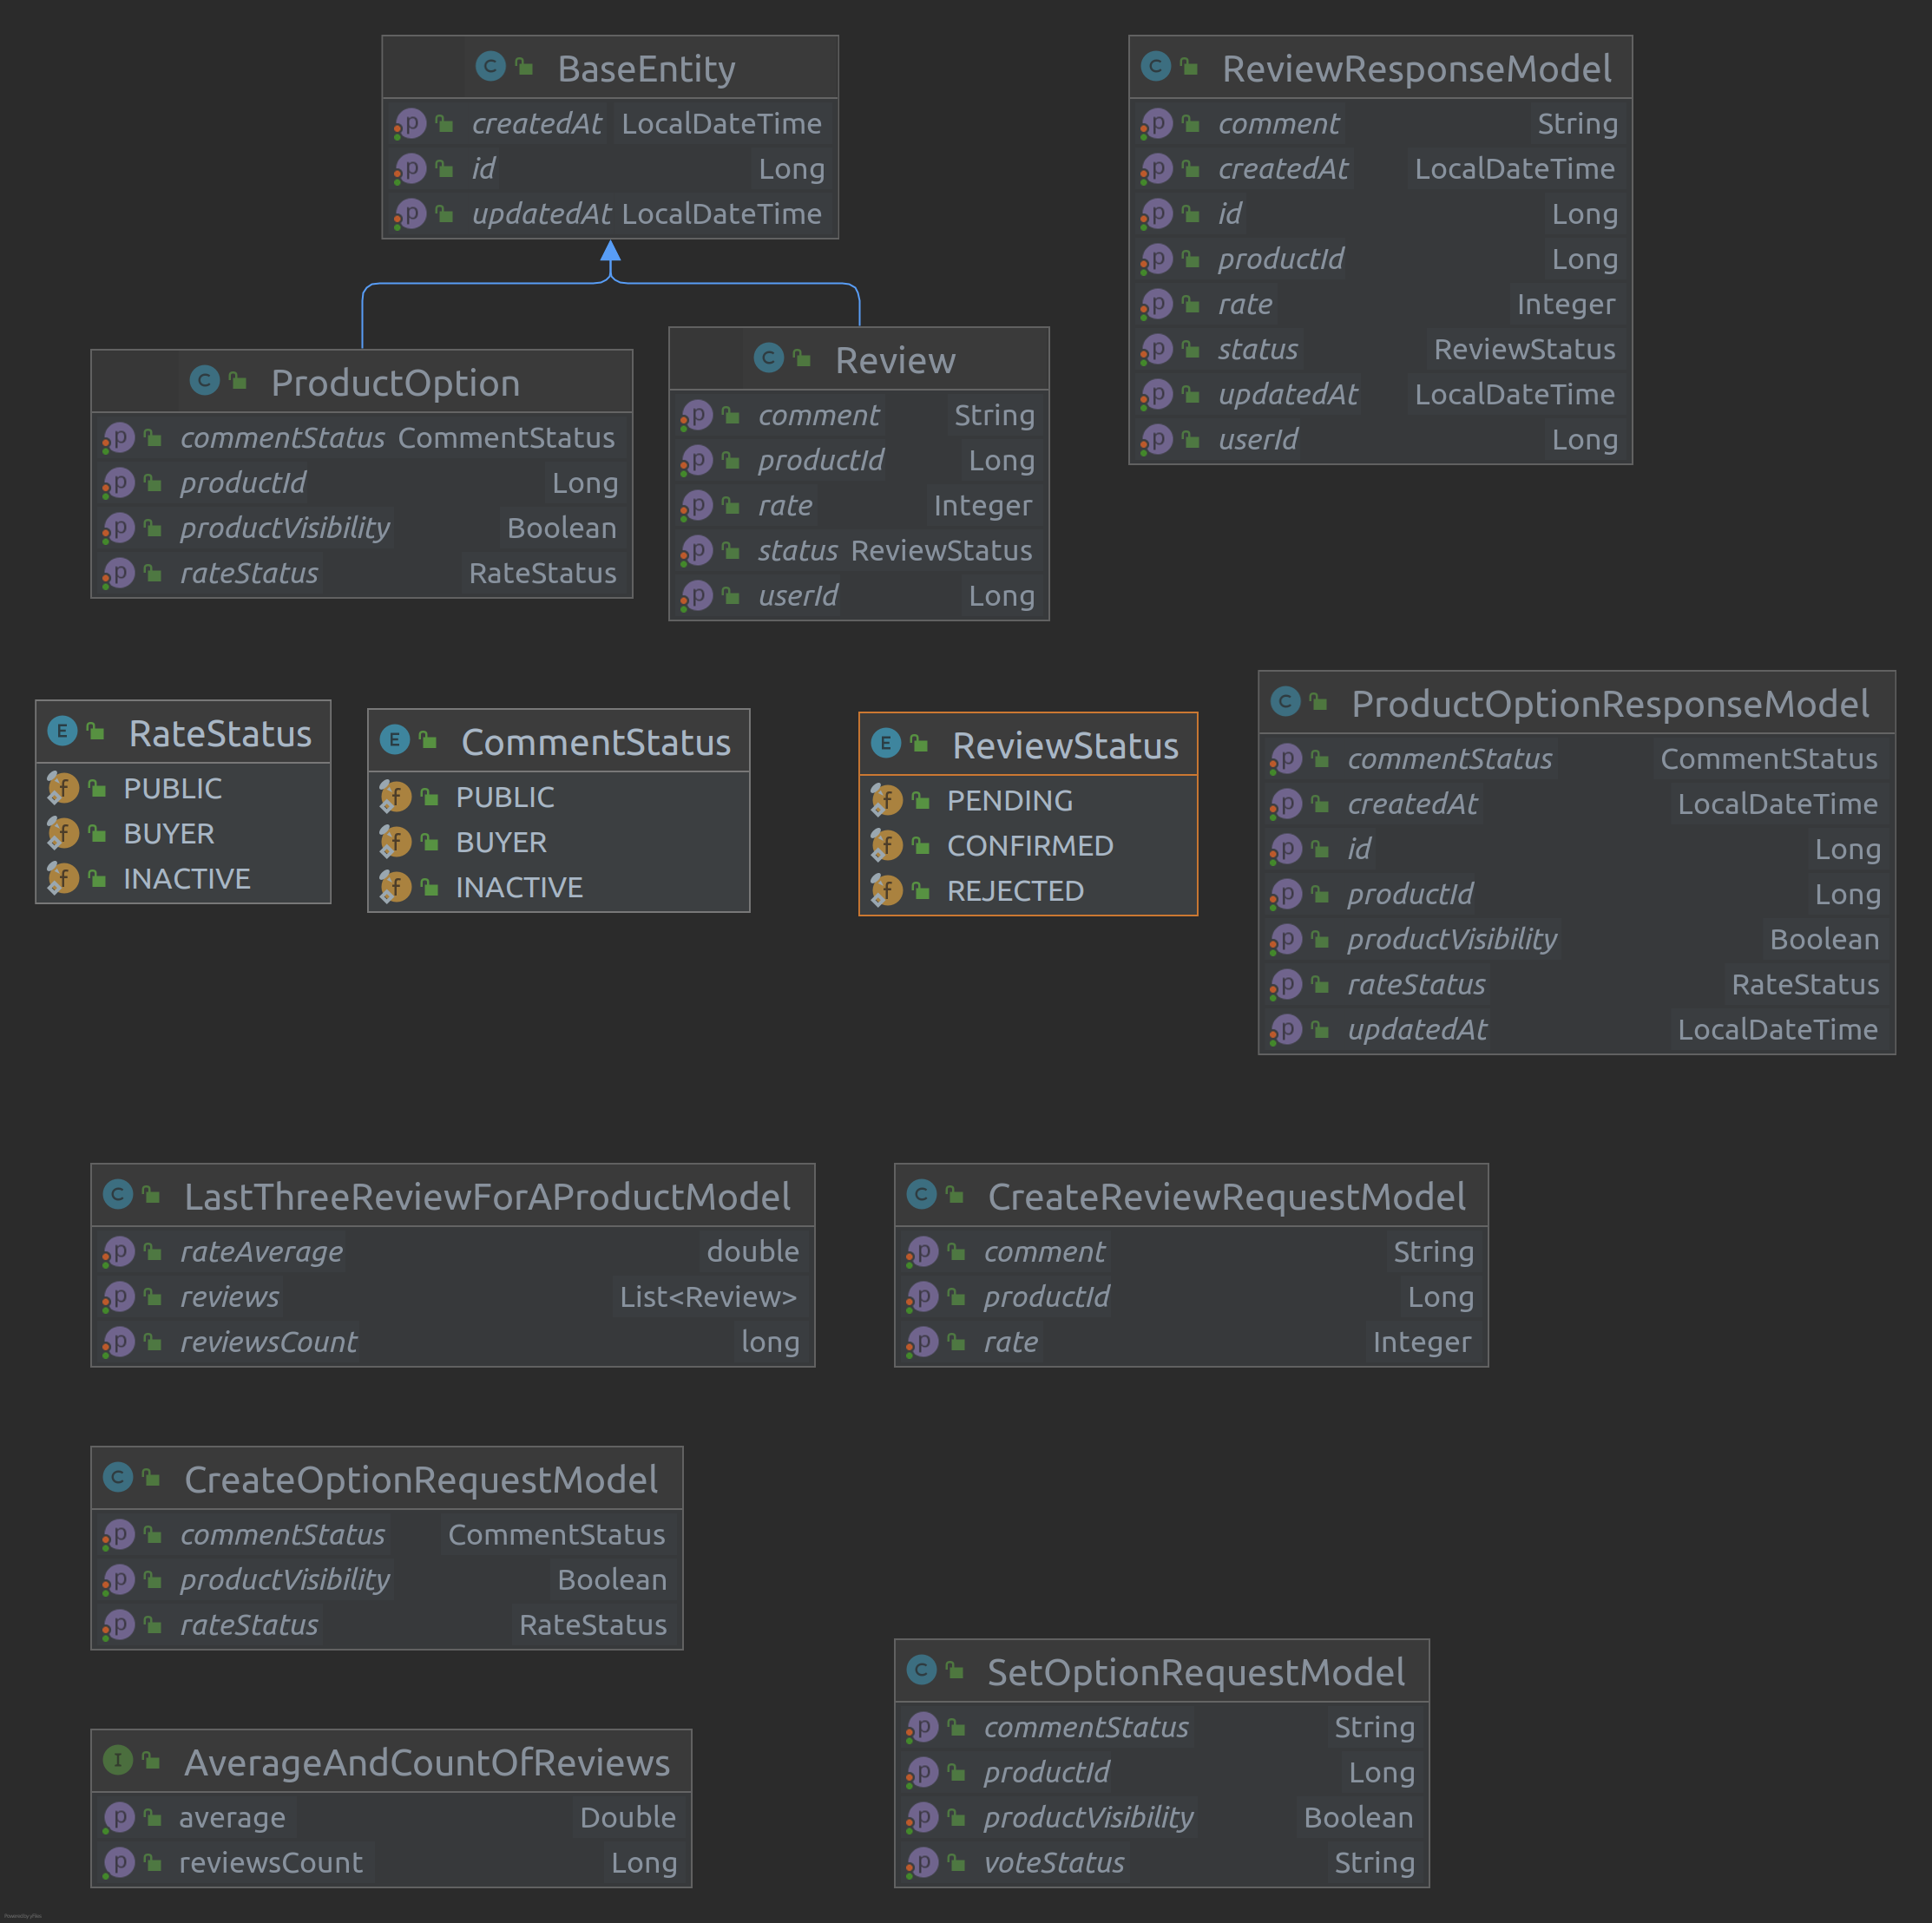 BaseEntity
createdAt LocalDateTime
id Long
updatedAt LocalDateTime
ReviewResponseModel
comment String
createdAt LocalDateTime
id Long
productId Long
rate Integer
status ReviewStatus
updatedAt LocalDateTime
userId Long
ProductOption
commentStatus CommentStatus
productId Long
productVisibility Boolean
rateStatus RateStatus
Review
comment String
productId Long
rate Integer
status ReviewStatus
userId Long
RateStatus
PUBLIC
BUYER
INACTIVE
CommentStatus
PUBLIC
BUYER
INACTIVE
ReviewStatus
PENDING
CONFIRMED
REJECTED
ProductOptionResponseModel
commentStatus CommentStatus
createdAt LocalDateTime
id Long
productId Long
productVisibility Boolean
rateStatus RateStatus
updatedAt LocalDateTime
LastThreeReviewForAProductModel
rateAverage double
reviews List<Review>
reviewsCount long
CreateReviewRequestModel
comment String
productId Long
rate Integer
CreateOptionRequestModel
commentStatus CommentStatus
productVisibility Boolean
rateStatus RateStatus
SetOptionRequestModel
commentStatus String
productId Long
productVisibility Boolean
voteStatus String
AverageAndCountOfReviews
average Double
reviewsCount Long
Powered by yFiles